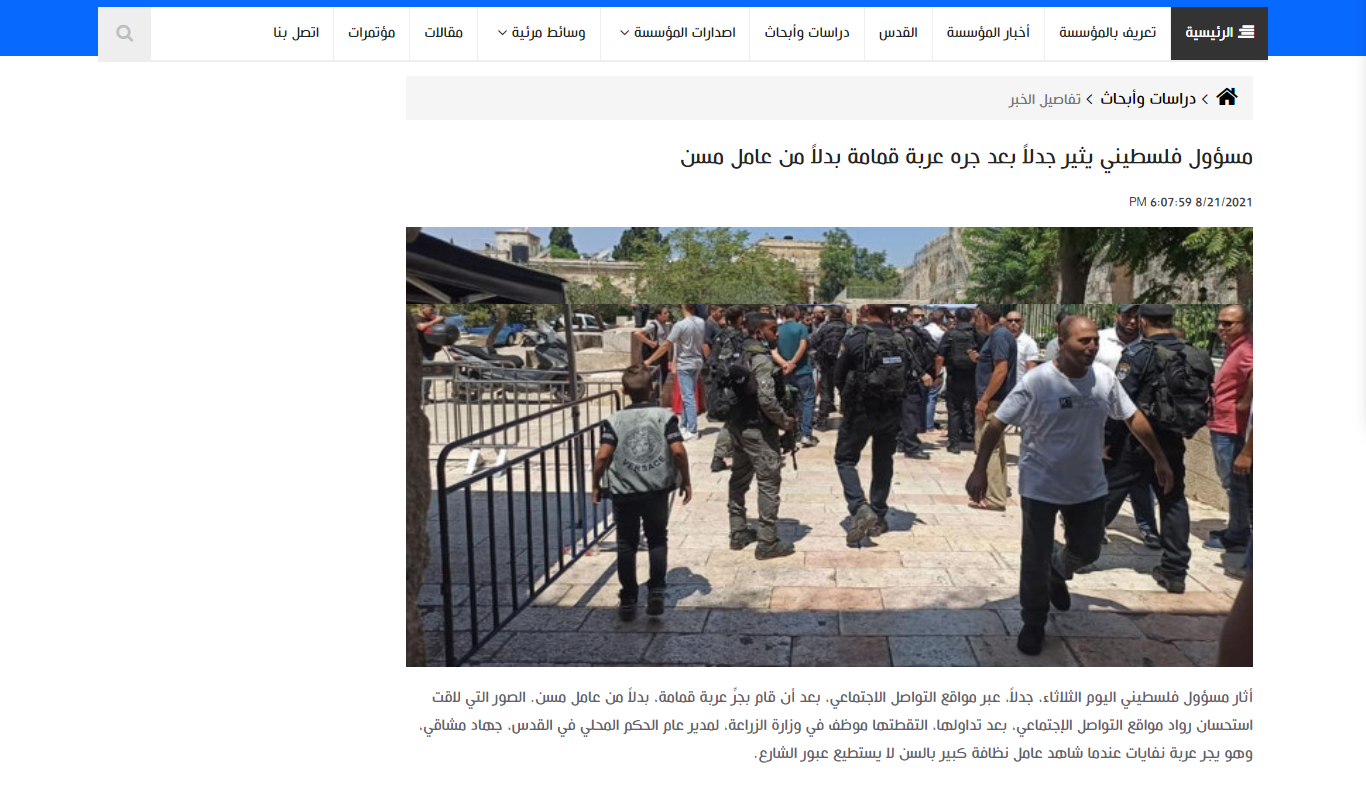 الرئيسية
تعريف بالمؤسسة
أخبار المؤسسة
القدس
دراسات وأبحاث
اصدارات المؤسسة
وسائط مرئية
مقالات
مؤتمرات
اتصل بنا
دراسات وأبحاث
تفاصيل الخبر
مسؤول فلسطيني يثير جدلاً بعد جره عربة قمامة بدلاً من عامل مسن
8/21/2021 6:07:59 PM
VERSACE
أثار مسؤول فلسطيني اليوم الثلاثاء، جدلاً، عبر مواقع التواصل الاجتماعي، بعد أن قام بجرِّ عربة قمامة، بدلاً من عامل مسن. الصور التي لاقت
استحسان رواد مواقع التواصل الإجتماعي، بعد تداولها، التقطتها موظف في وزارة الزراعة، لمدير عام الحكم المحلي في القدس، جهاد مشاقي،
وهو يجر عربة نفايات عندما شاهد عامل نظافة كبير بالسن لا يستطيع عبور الشارع.